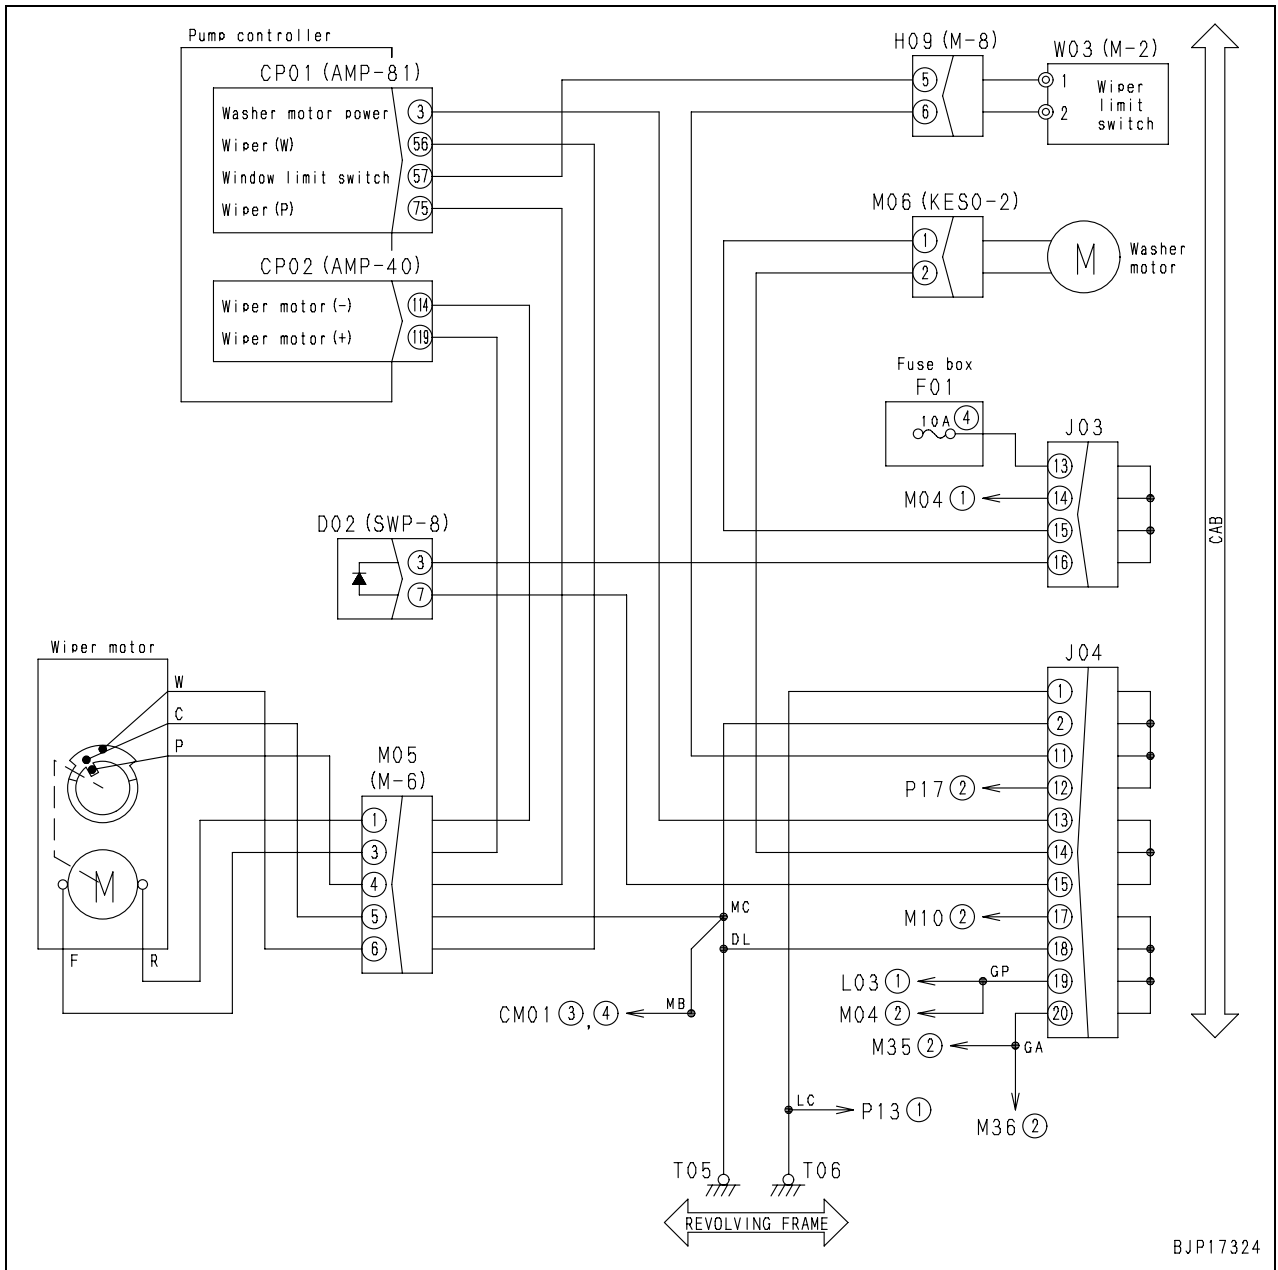 Pump controller
CP01 (AMP-81)
Washer motor power 3
Wiper (W) 56
Window limit switch 57
Wiper (P) 75
CP02 (AMP-40)
Wiper motor (-) 114
Wiper motor (+) 119
H09 (M-8)
5
6
W03 (M-2)
1
2
Wiper
limit
switch
M06 (KES0-2)
1
2
M
Washer
motor
Fuse box
F01
10A 4
J03
13
M04 1 14
15
16
CAB
D02 (SWP-8)
3
7
Wiper motor
W
C
P
M
F
R
M05
(M-6)
1
3
4
5
6
J04
1
2
11
P17 2 12
13
14
15
M10 2 17
18
L03 1 GP 19
M04 2 20
M35 2 GA
M36 2
MC
DL
MB
CM01 3, 4
LC
P13 1
T05
T06
REVOLVING FRAME
BJP17324